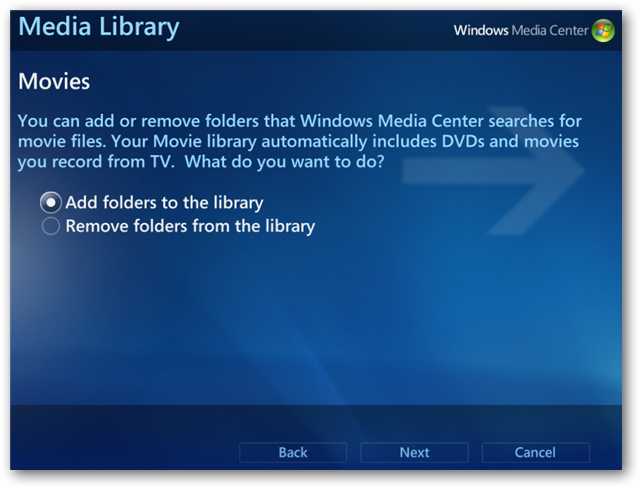 Media Library
Windows Media Center
Movies
You can add or remove folders that Windows Media Center searches for
movie files. Your Movie library automatically includes DVDs and movies
you record from TV.  What do you want to do?
Add folders to the library
Remove folders from the library
Back
Next
Cancel